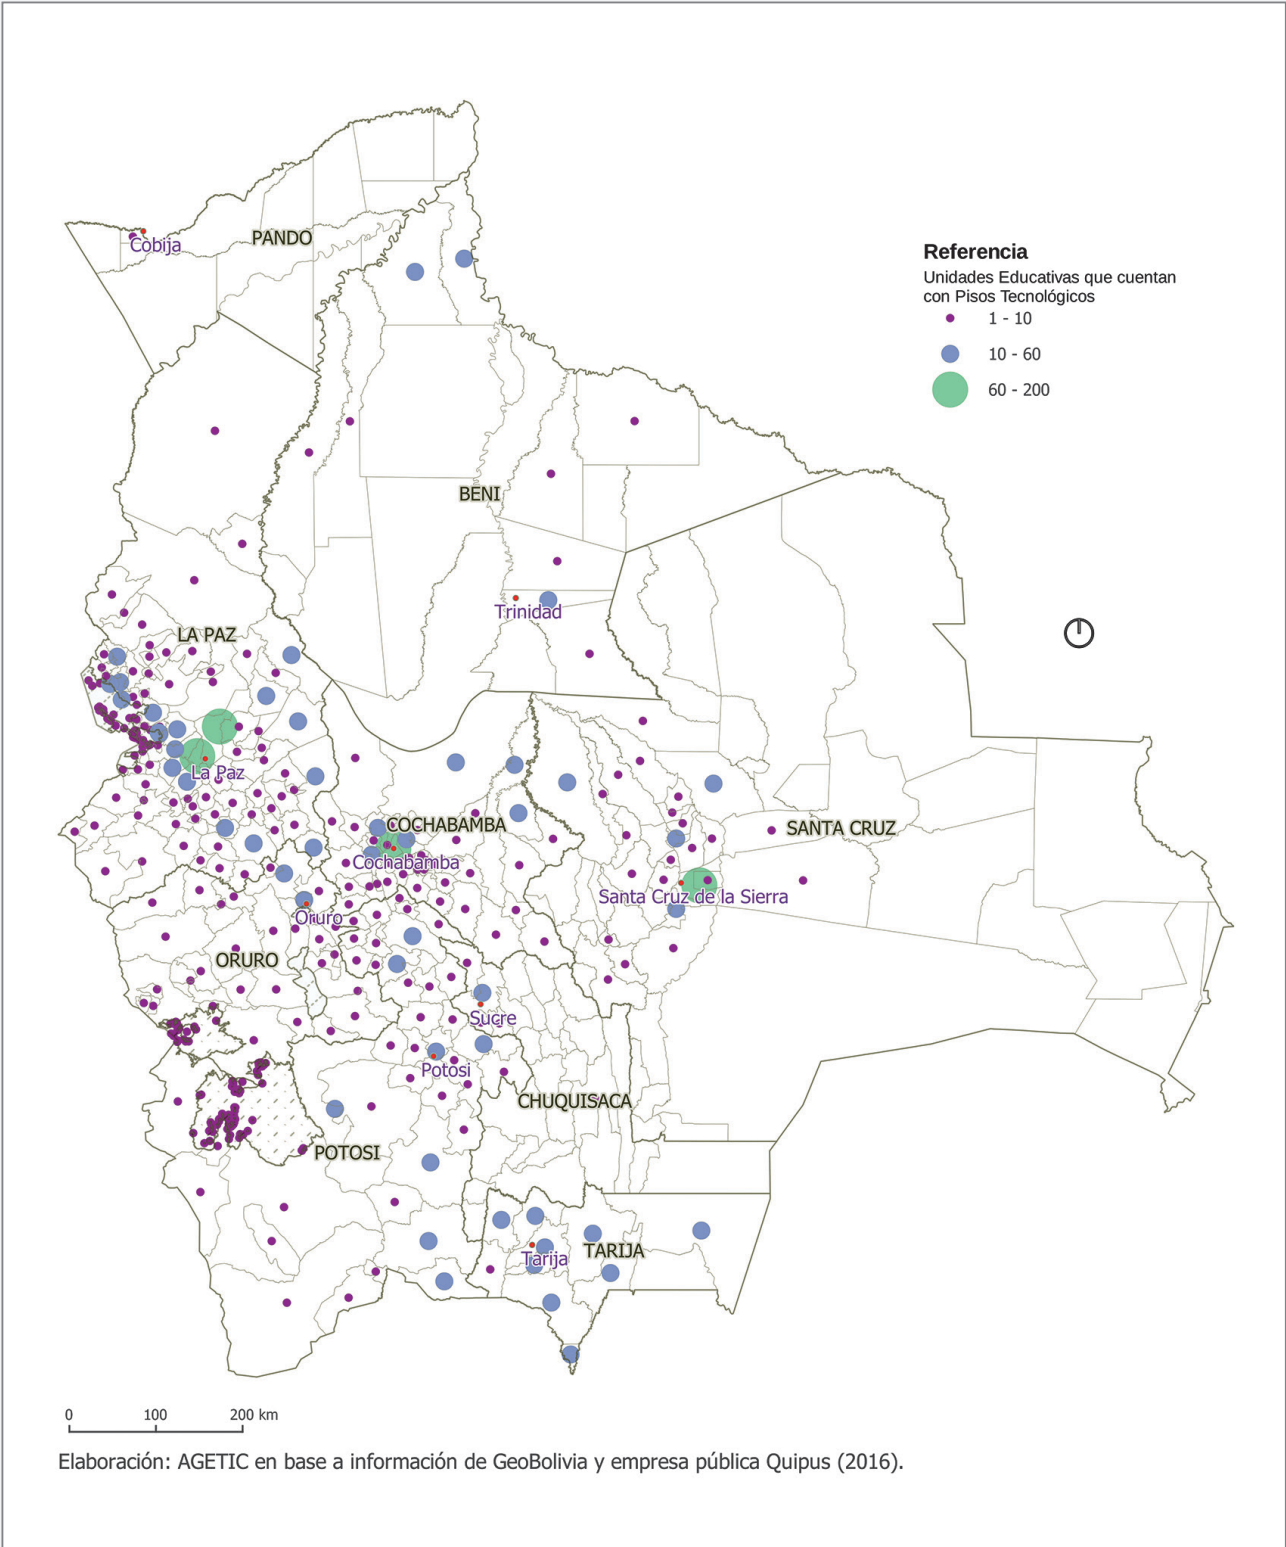 Cobija
PANDO
Referencia
Unidades Educativas que cuentan
con Pisos Tecnológicos
1 - 10
10 - 60
60 - 200
BENI
Trinidad
LA PAZ
La Paz
COCHABAMBA
SANTA CRUZ
Cochabamba
Santa Cruz de la Sierra
Oruro
ORURO
Sucre
Potosi
CHUQUISACA
POTOSI
TARIJA
Tarija
0 100 200 km
Elaboración: AGETIC en base a información de GeoBolivia y empresa pública Quipus (2016).